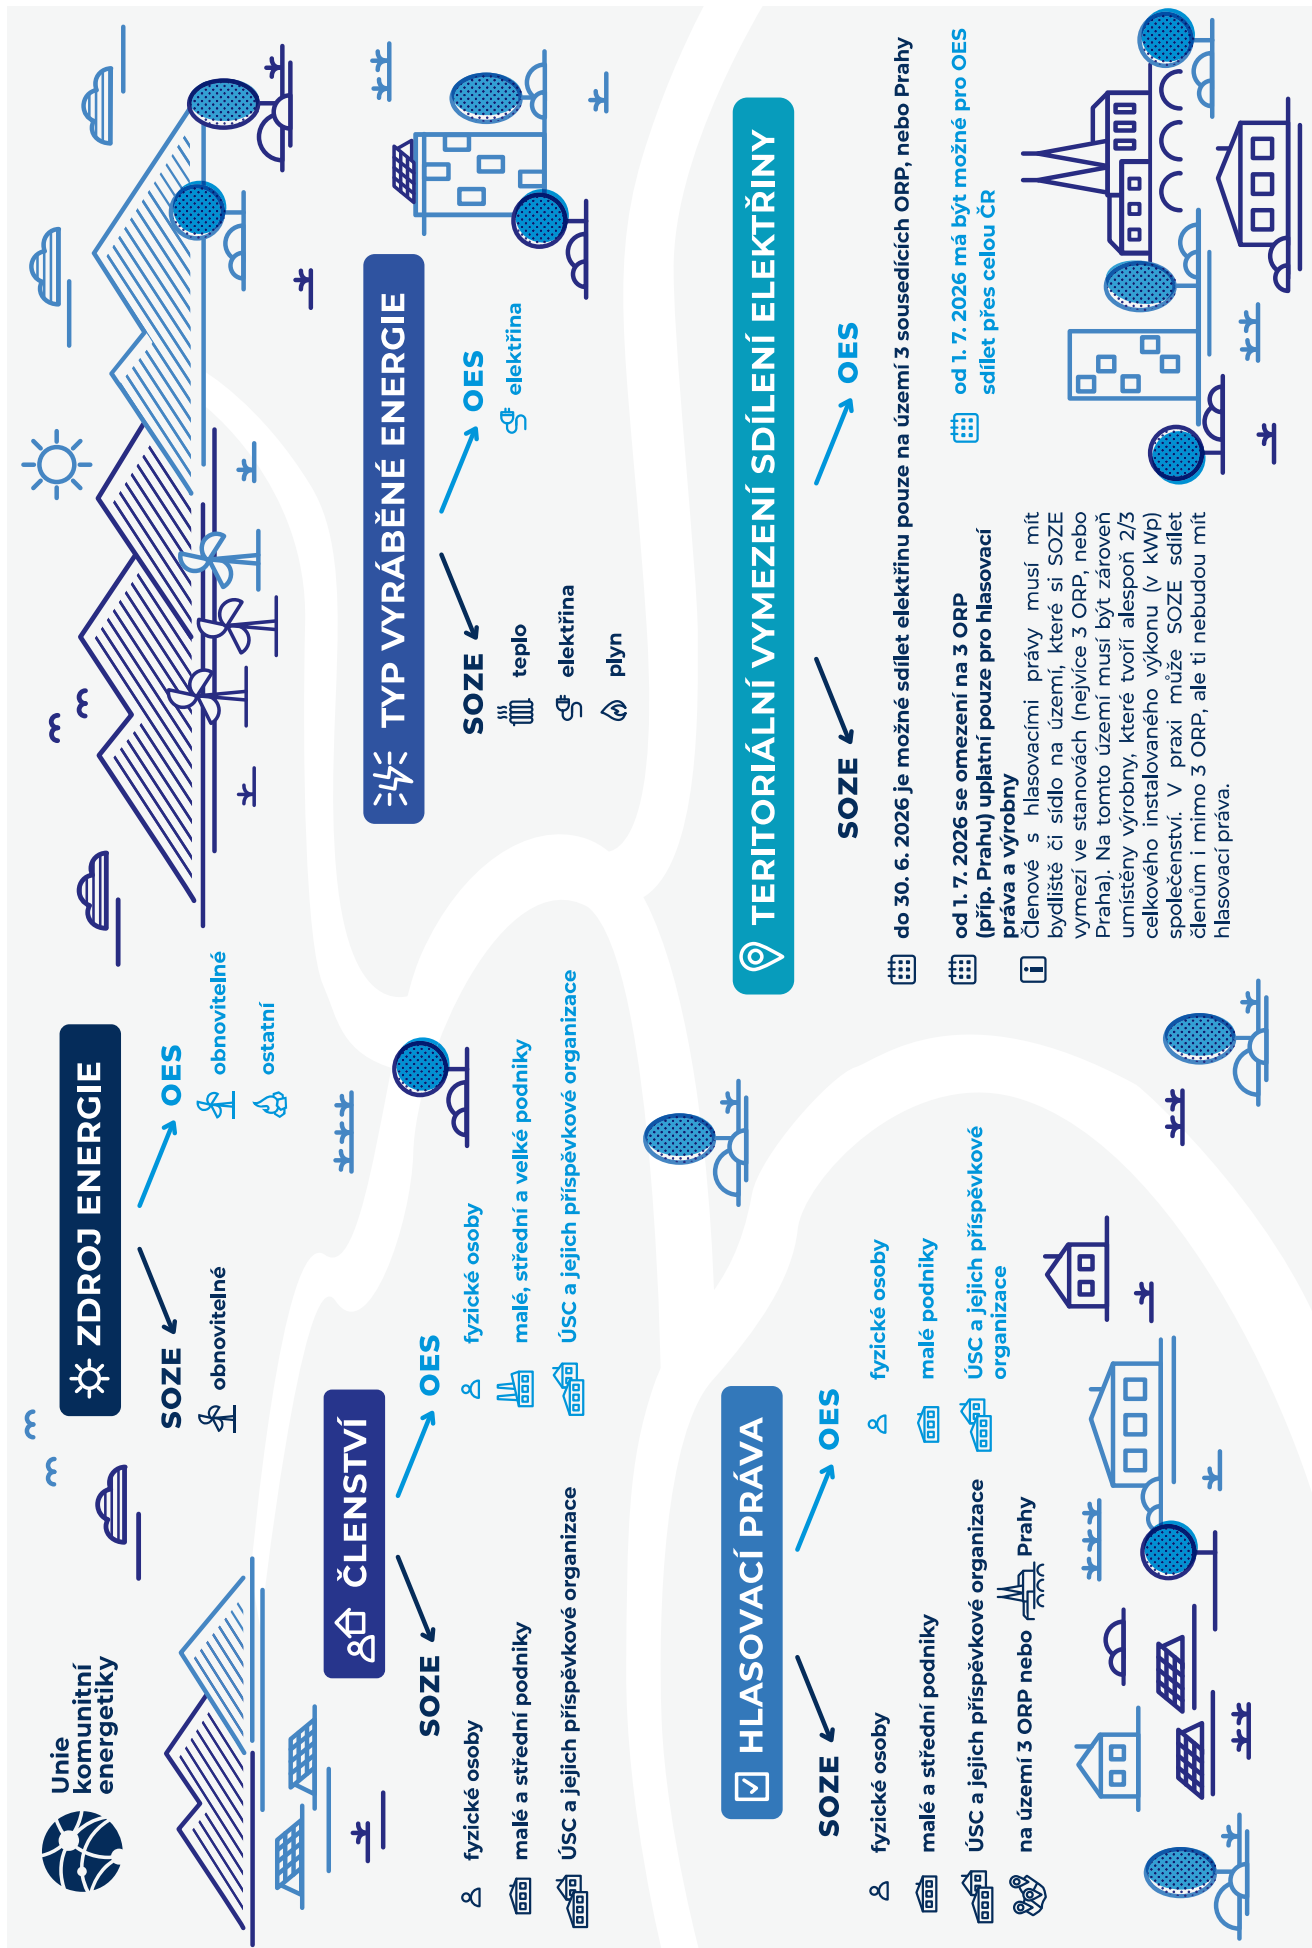 Unie
komunitní
energetiky
ZDROJ ENERGIE
SOZE
obnovitelné
OES
obnovitelné
ostatní
ČLENSTVÍ
SOZE
fyzické osoby
malé a střední podniky
ÚSC a jejich příspěvkové organizace
OES
fyzické osoby
malé, střední a velké podniky
ÚSC a jejich příspěvkové organizace
TYP VYRÁBĚNÉ ENERGIE
SOZE
teplo
elektřina
plyn
OES
elektřina
HLASOVACÍ PRÁVA
SOZE
fyzické osoby
malé a střední podniky
ÚSC a jejich příspěvkové organizace
na území 3 ORP nebo Prahy
OES
fyzické osoby
malé podniky
ÚSC a jejich příspěvkové
organizace
TERITORIÁLNÍ VYMEZENÍ SDÍLENÍ ELEKTŘINY
SOZE
OES
do 30. 6. 2026 je možné sdílet elektřinu pouze na území 3 sousedících ORP, nebo Prahy
od 1. 7. 2026 se omezení na 3 ORP
(příp. Prahu) uplatní pouze pro hlasovací
práva a výrobny
Členové s hlasovacími právy musí mít
bydliště či sídlo na území, které si SOZE
vymezí ve stanovách (nejvíce 3 ORP, nebo
Praha). Na tomto území musí být zároveň
umístěny výrobny, které tvoří alespoň 2/3
celkového instalovaného výkonu (v kWp)
společenství. V praxi může SOZE sdílet
členům i mimo 3 ORP, ale ti nebudou mít
hlasovací práva.
od 1. 7. 2026 má být možné pro OES
sdílet přes celou ČR